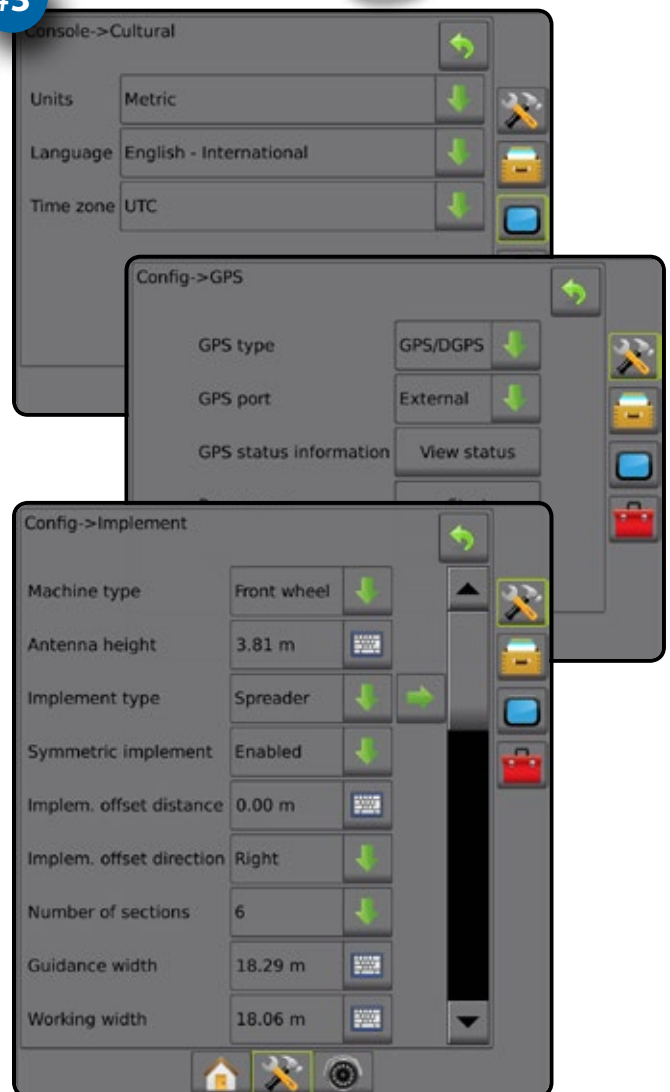 #3
Console->Cultural
Units Metric
Language English - International
Time zone UTC
Config->GPS
GPS type GPS/DGPS
GPS port External
GPS status information View status
Config->Implement
Machine type Front wheel
Antenna height 3.81 m
Implement type Spreader
Symmetric implement Enabled
Implem. offset distance 0.00 m
Implem. offset direction Right
Number of sections 6
Guidance width 18.29 m
Working width 18.06 m